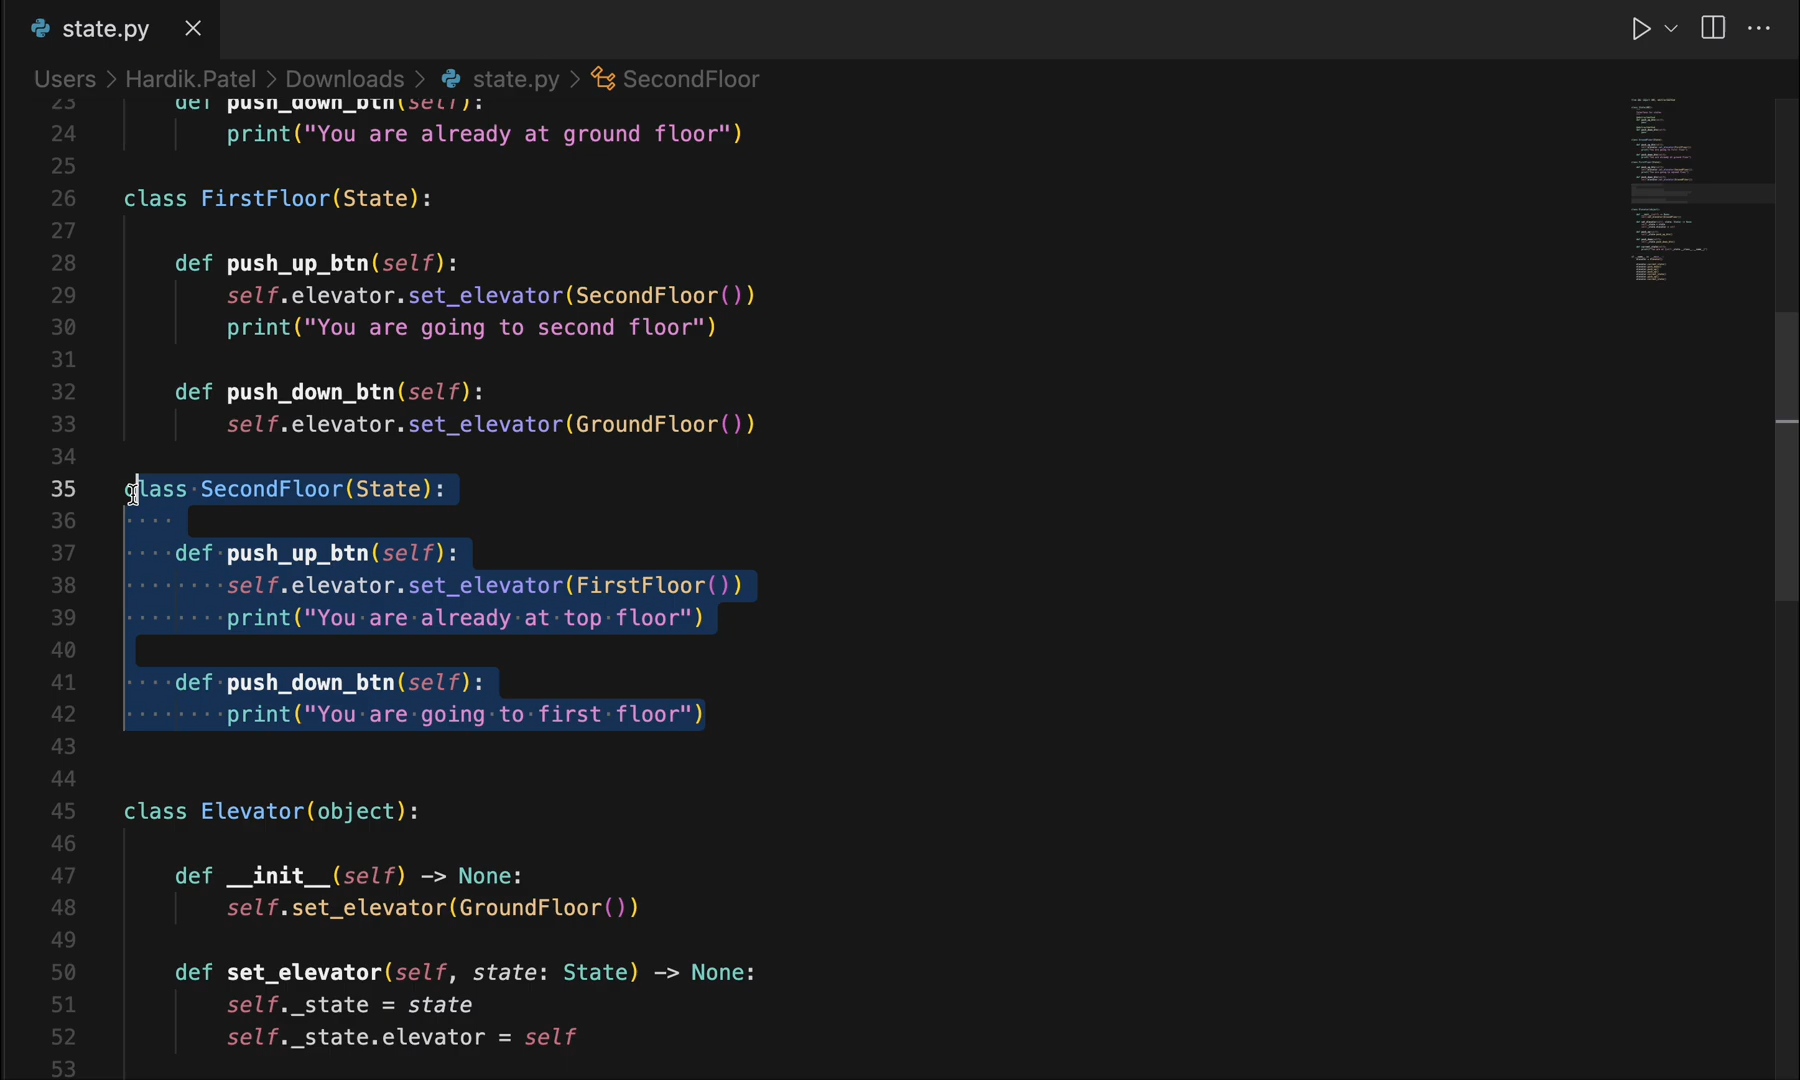 state.py
Users > Hardik.Patel > Downloads > state.py > SecondFloor
23 def push_down_btn(self):
24 print("You are already at ground floor")
25
26 class FirstFloor(State):
27
28 def push_up_btn(self):
29 self.elevator.set_elevator(SecondFloor())
30 print("You are going to second floor")
31
32 def push_down_btn(self):
33 self.elevator.set_elevator(GroundFloor())
34
35 class SecondFloor(State):
36
37 def push_up_btn(self):
38 self.elevator.set_elevator(FirstFloor())
39 print("You are already at top floor")
40
41 def push_down_btn(self):
42 print("You are going to first floor")
43
44
45 class Elevator(object):
46
47 def __init__(self) -> None:
48 self.set_elevator(GroundFloor())
49
50 def set_elevator(self, state: State) -> None:
51 self._state = state
52 self._state.elevator = self
53